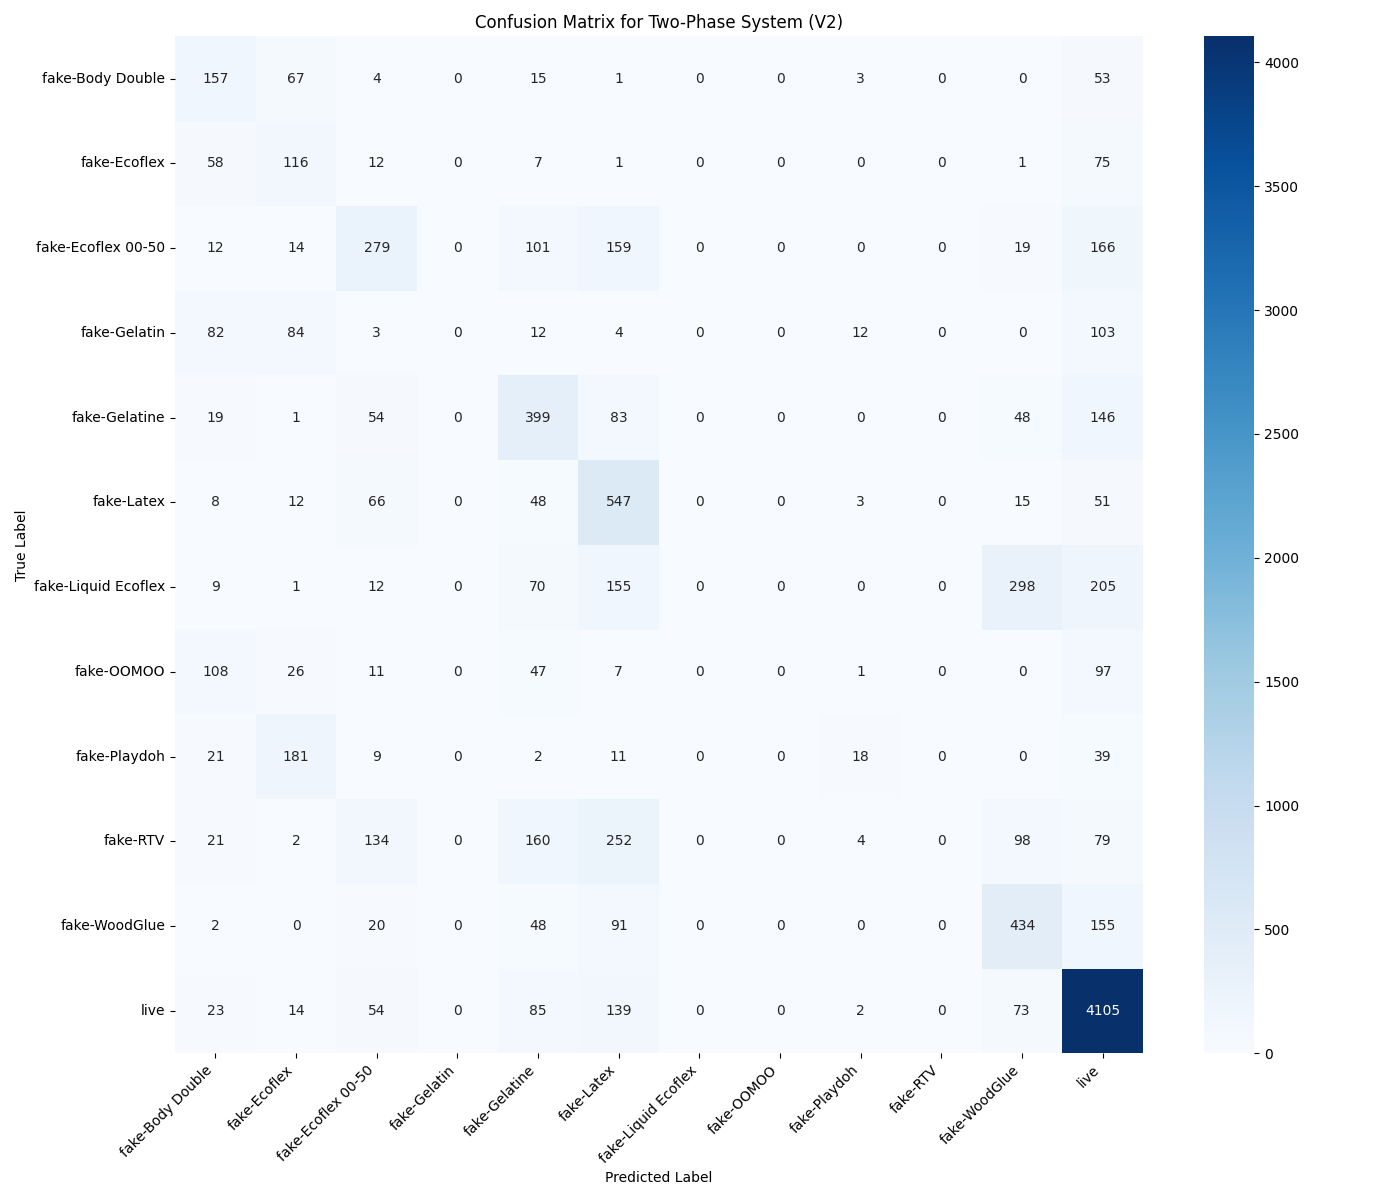 Confusion Matrix for Two-Phase System (V2)
fake-Body Double 157 67 4 0 15 1 0 0 3 0 0 53
fake-Ecoflex 58 116 12 0 7 1 0 0 0 0 1 75
fake-Ecoflex 00-50 12 14 279 0 101 159 0 0 0 0 19 166
fake-Gelatin 82 84 3 0 12 4 0 0 12 0 0 103
fake-Gelatine 19 1 54 0 399 83 0 0 0 0 48 146
fake-Latex 8 12 66 0 48 547 0 0 3 0 15 51
fake-Liquid Ecoflex 9 1 12 0 70 155 0 0 0 0 298 205
fake-OOMOO 108 26 11 0 47 7 0 0 1 0 0 97
fake-Playdoh 21 181 9 0 2 11 0 0 18 0 0 39
fake-RTV 21 2 134 0 160 252 0 0 4 0 98 79
fake-WoodGlue 2 0 20 0 48 91 0 0 0 0 434 155
live 23 14 54 0 85 139 0 0 2 0 73 4105
True Label
fake-Body Double
fake-Ecoflex
fake-Ecoflex 00-50
fake-Gelatin
fake-Gelatine
fake-Latex
fake-Liquid Ecoflex
fake-OOMOO
fake-Playdoh
fake-RTV
fake-WoodGlue
live
Predicted Label
4000
3500
3000
2500
2000
1500
1000
500
0